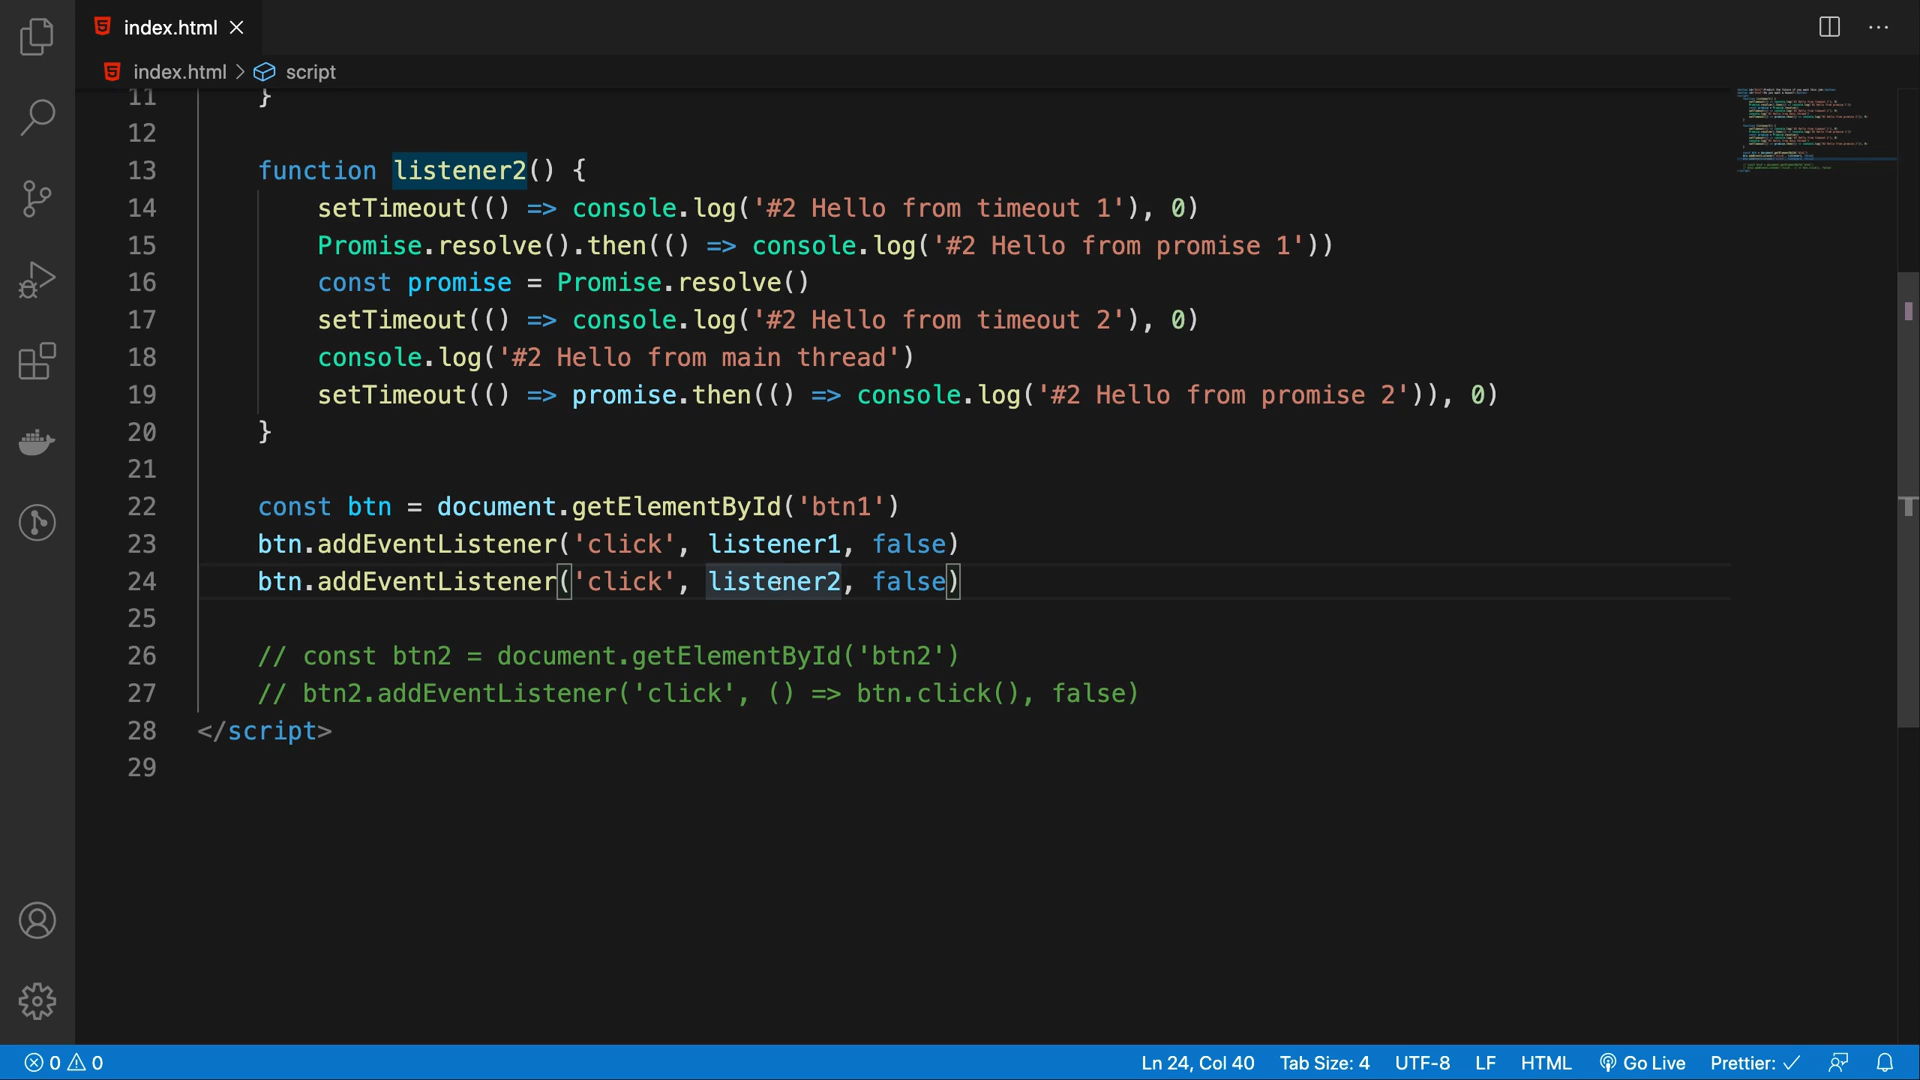 index.html
index.html > script
11 }
12
13 function listener2() {
14 setTimeout(() => console.log('#2 Hello from timeout 1'), 0)
15 Promise.resolve().then(() => console.log('#2 Hello from promise 1'))
16 const promise = Promise.resolve()
17 setTimeout(() => console.log('#2 Hello from timeout 2'), 0)
18 console.log('#2 Hello from main thread')
19 setTimeout(() => promise.then(() => console.log('#2 Hello from promise 2')), 0)
20 }
21
22 const btn = document.getElementById('btn1')
23 btn.addEventListener('click', listener1, false)
24 btn.addEventListener('click', listener2, false)
25
26 // const btn2 = document.getElementById('btn2')
27 // btn2.addEventListener('click', () => btn.click(), false)
28 </script>
29
0 0 Ln 24, Col 40 Tab Size: 4 UTF-8 LF HTML Go Live Prettier: ✓